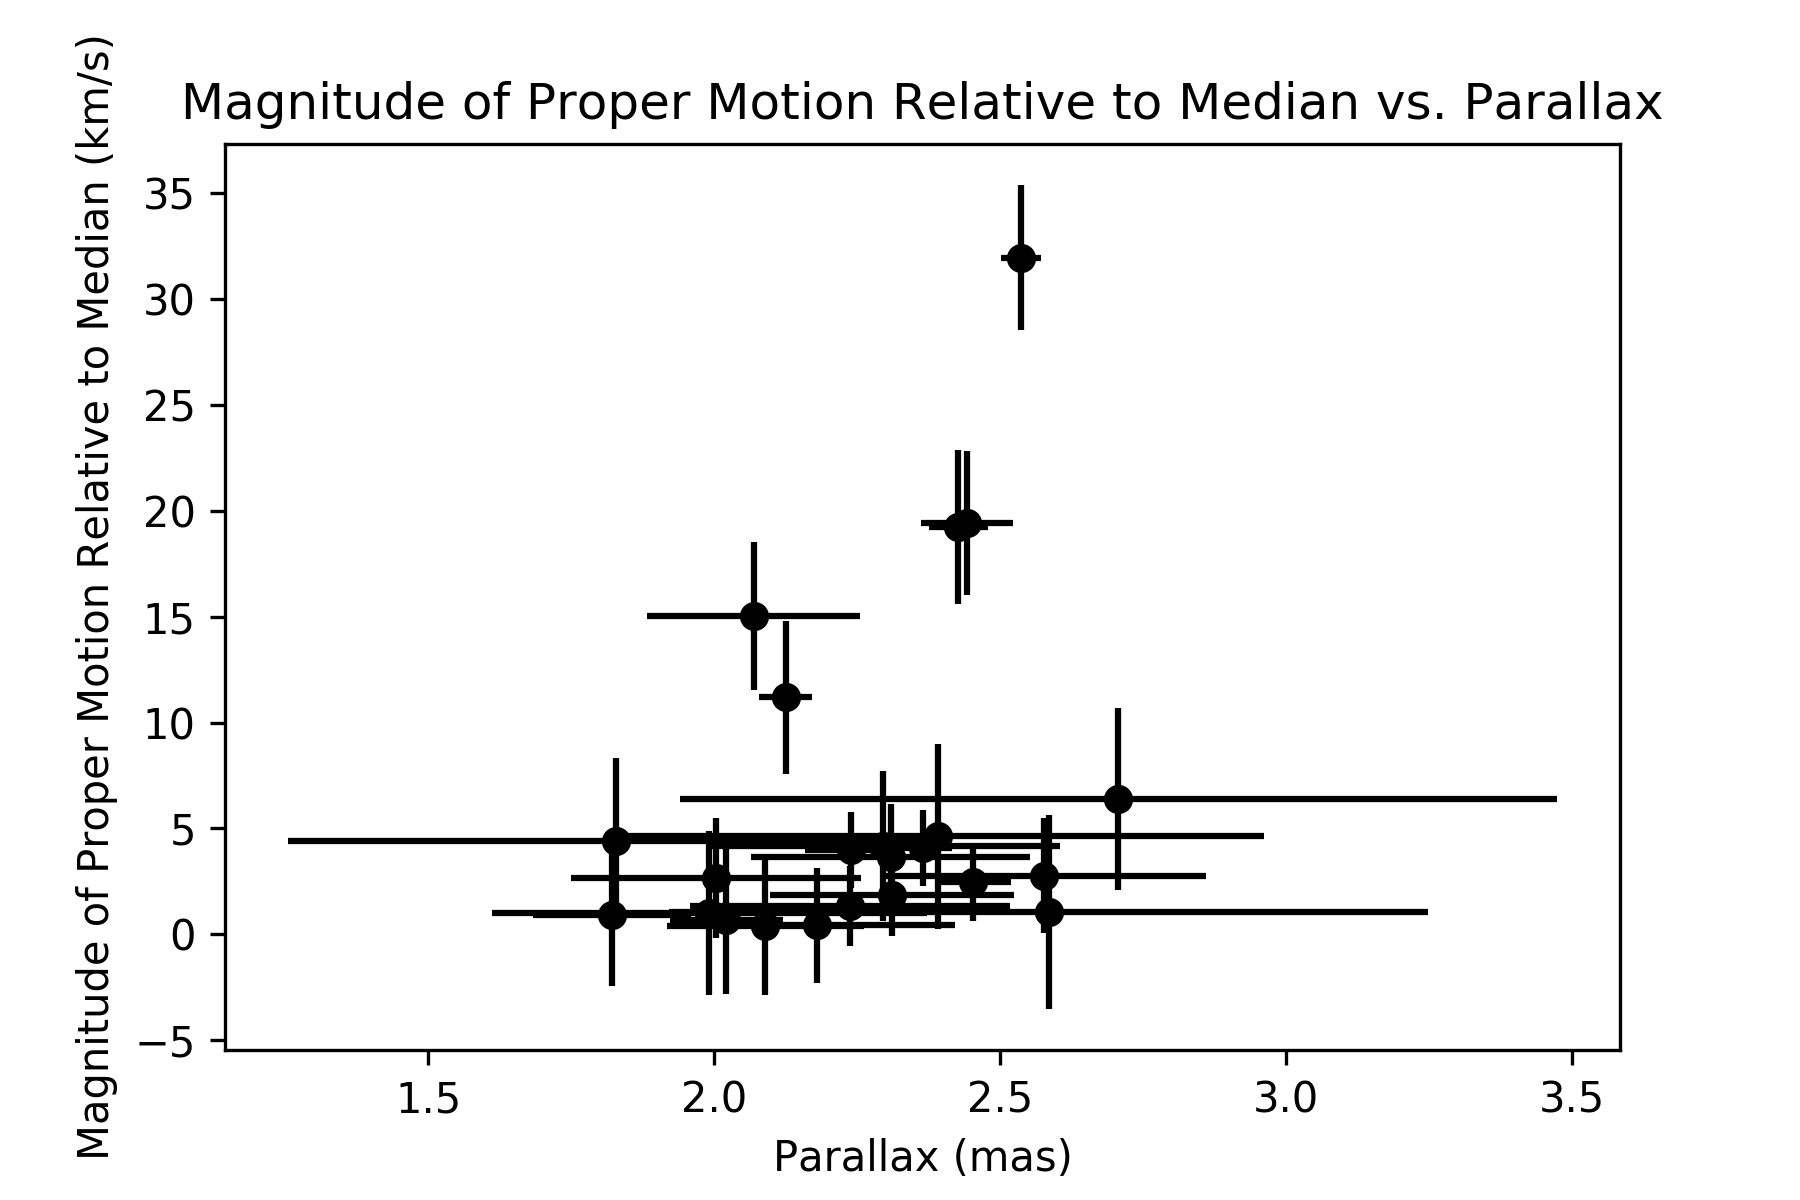 Magnitude of Proper Motion Relative to Median vs. Parallax
Magnitude of Proper Motion Relative to Median (km/s)
35
30
25
20
15
10
5
0
−5
1.5 2.0 2.5 3.0 3.5
Parallax (mas)